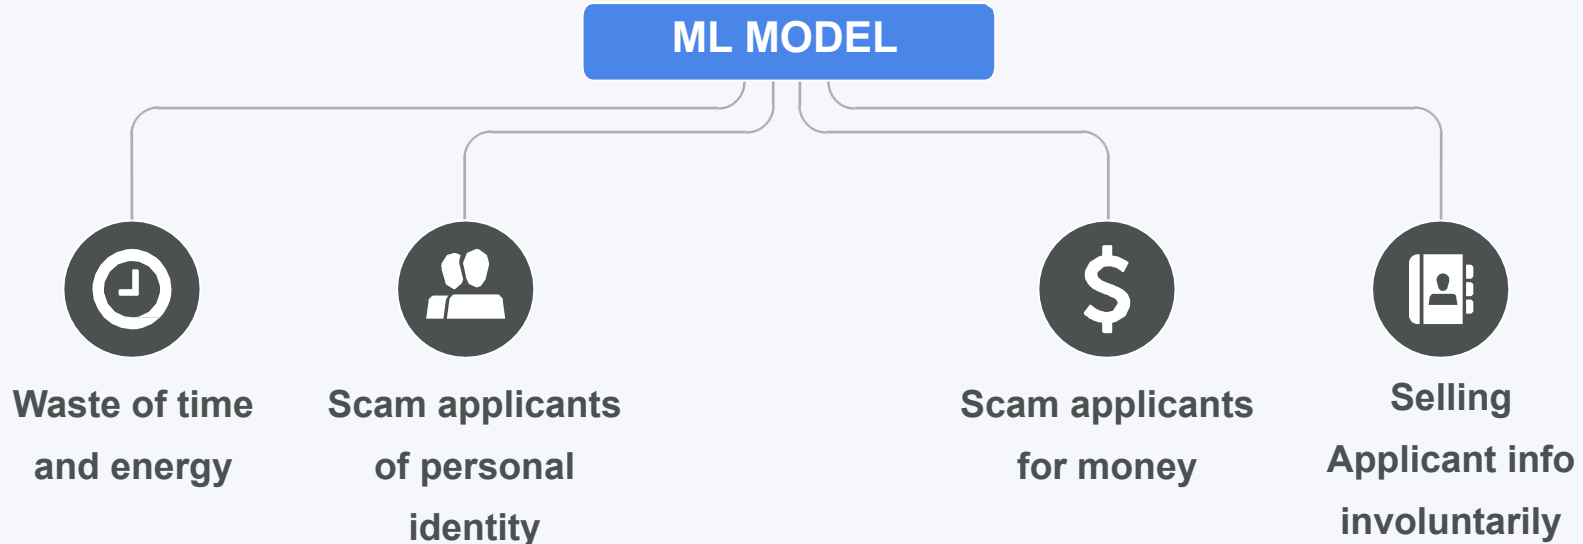 ML MODEL
Waste of time
and energy
Scam applicants
of personal
identity
Scam applicants
for money
Selling
Applicant info
involuntarily